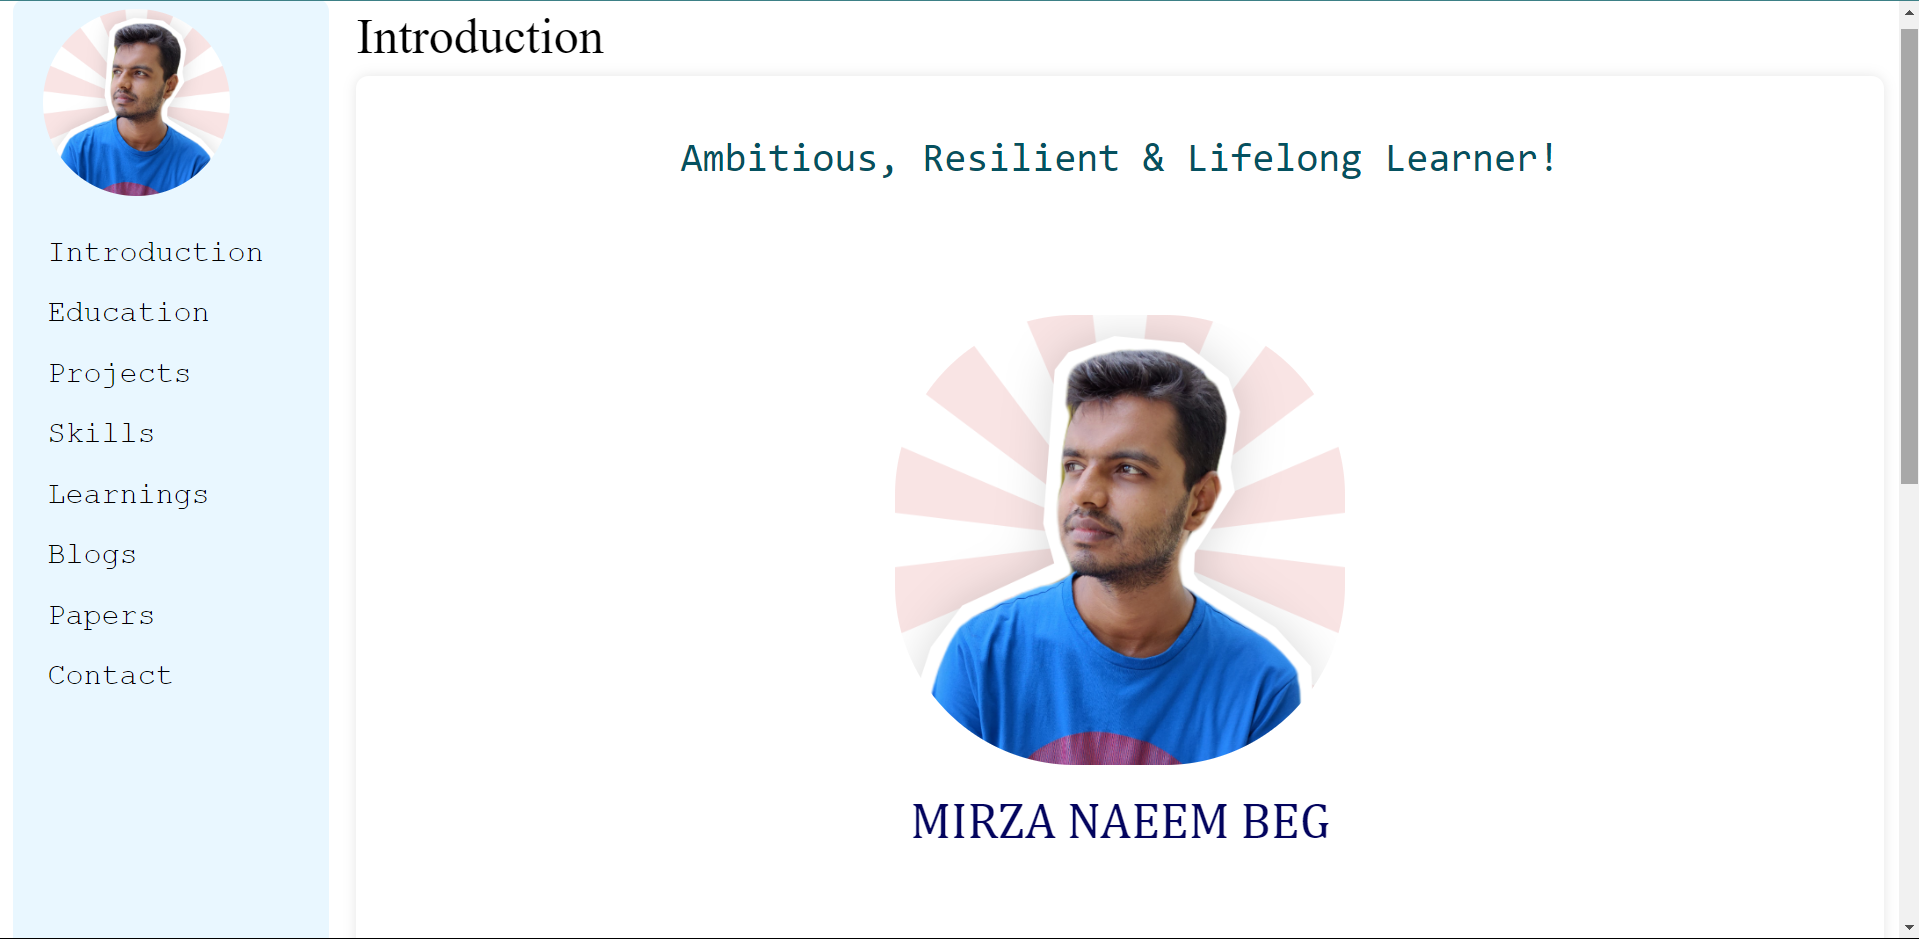 Introduction
Education
Projects
Skills
Learnings
Blogs
Papers
Contact
Introduction
Ambitious, Resilient & Lifelong Learner!
MIRZA NAEEM BEG